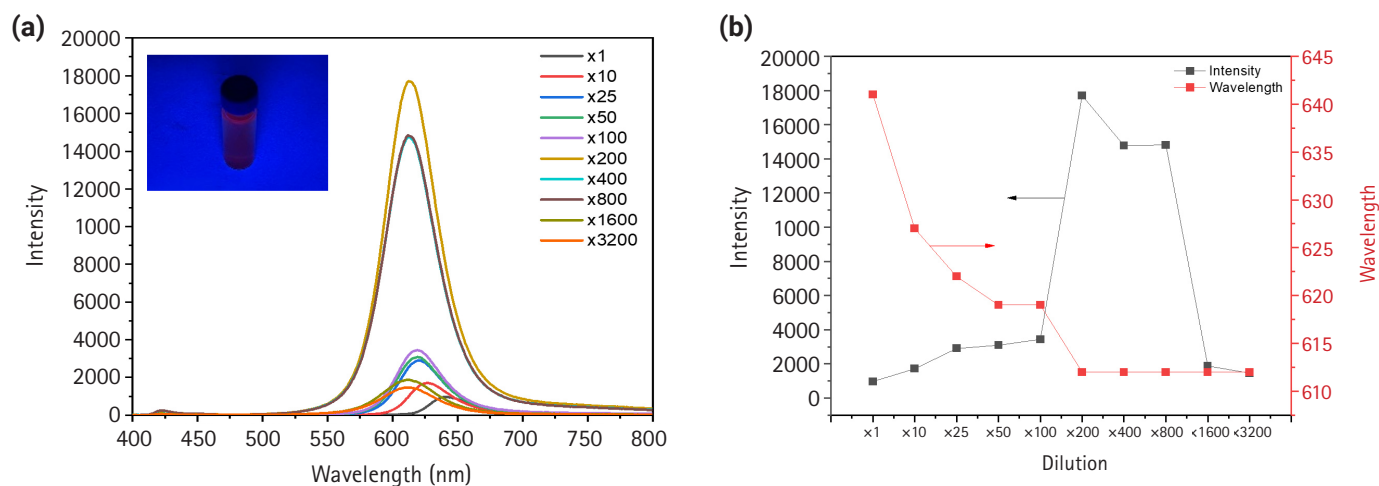 (a)
20000
18000
16000
14000
12000
10000
8000
6000
4000
2000
0
Intensity
400 450 500 550 600 650 700 750 800
Wavelength (nm)
x1
x10
x25
x50
x100
x200
x400
x800
x1600
x3200
(b)
20000
18000
16000
14000
12000
10000
8000
6000
4000
2000
0
Intensity
×1 ×10 ×25 ×50 ×100 ×200 ×400 ×800 ‹1600 ‹3200
Dilution
Intensity
Wavelength
645
640
635
630
625
620
615
612
Wavelength